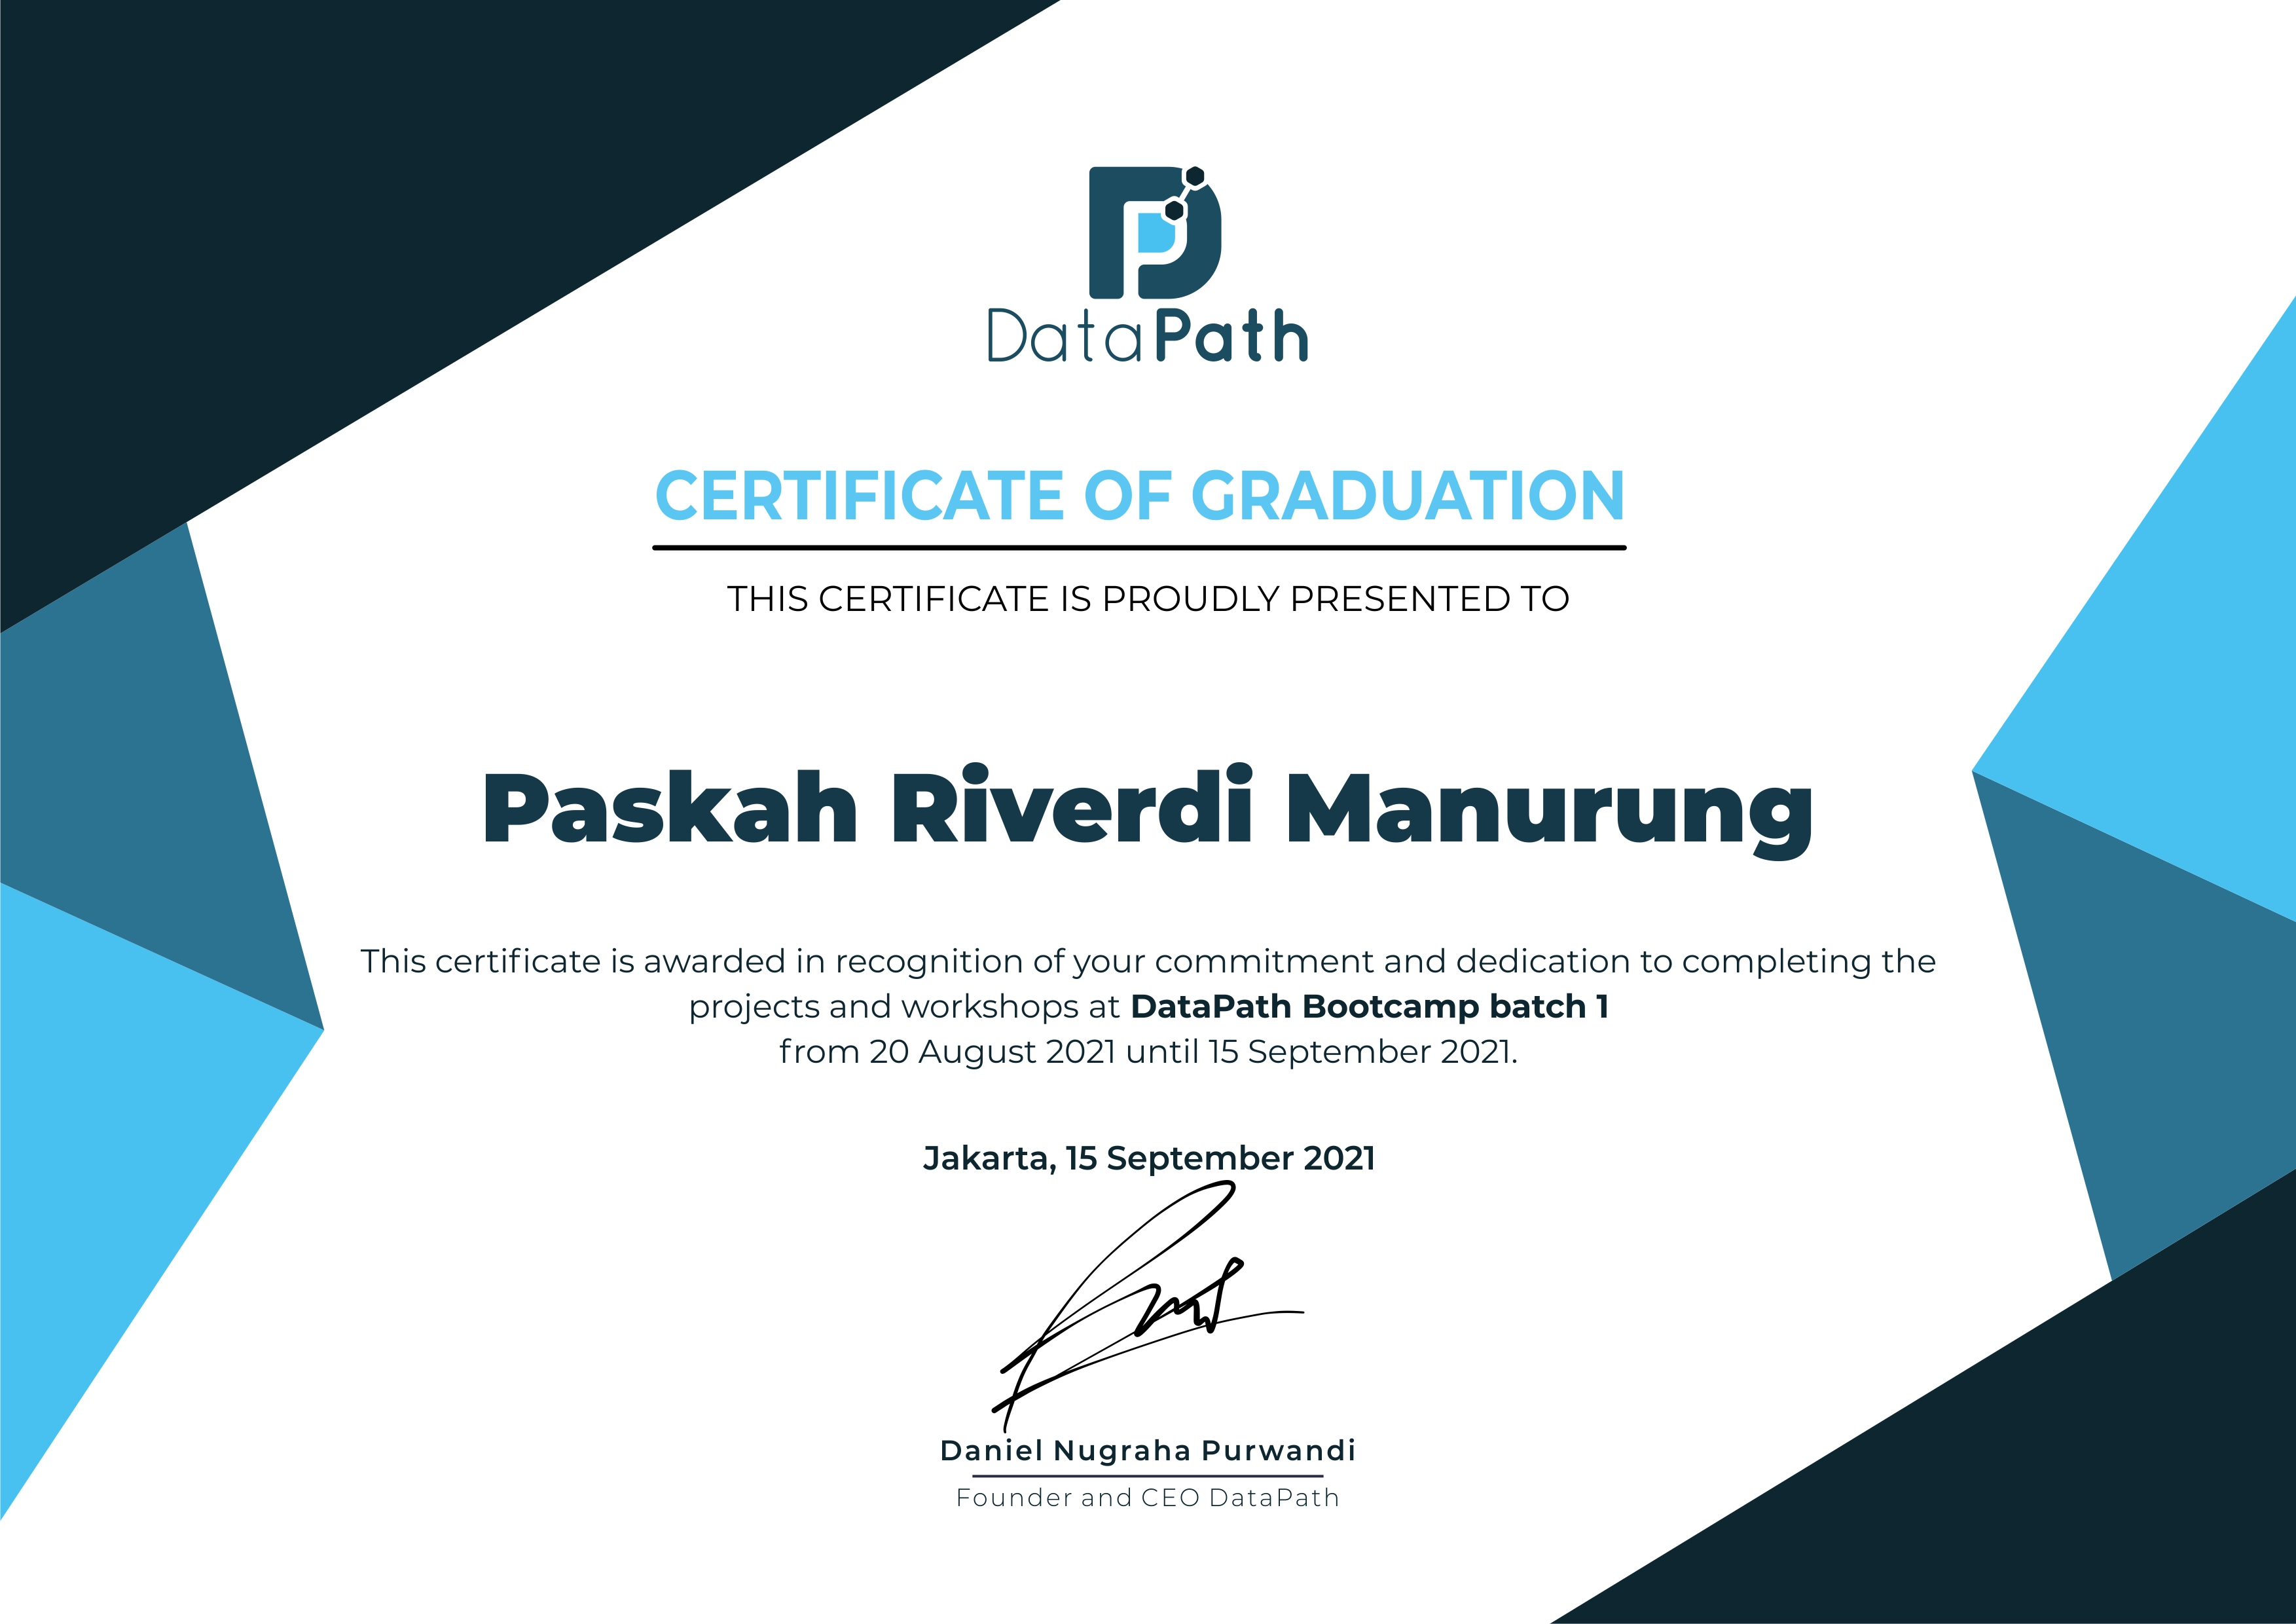 DataPath
CERTIFICATE OF GRADUATION
THIS CERTIFICATE IS PROUDLY PRESENTED TO
Paskah Riverdi Manurung
This certificate is awarded in recognition of your commitment and dedication to completing the
projects and workshops at DataPath Bootcamp batch 1
from 20 August 2021 until 15 September 2021.
Jakarta, 15 September 2021
Daniel Nugraha Purwandi
Founder and CEO DataPath